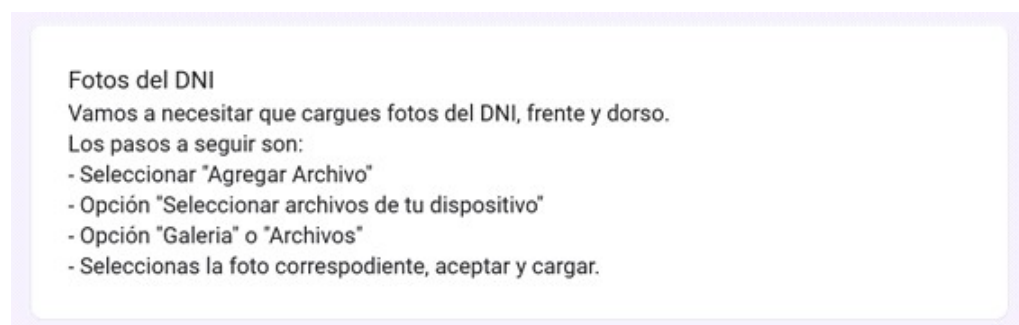 Fotos del DNI
Vamos a necesitar que cargues fotos del DNI, frente y dorso.
Los pasos a seguir son:
- Seleccionar "Agregar Archivo"
- Opción "Seleccionar archivos de tu dispositivo"
- Opción "Galeria" o "Archivos"
- Seleccionas la foto correspodiente, aceptar y cargar.